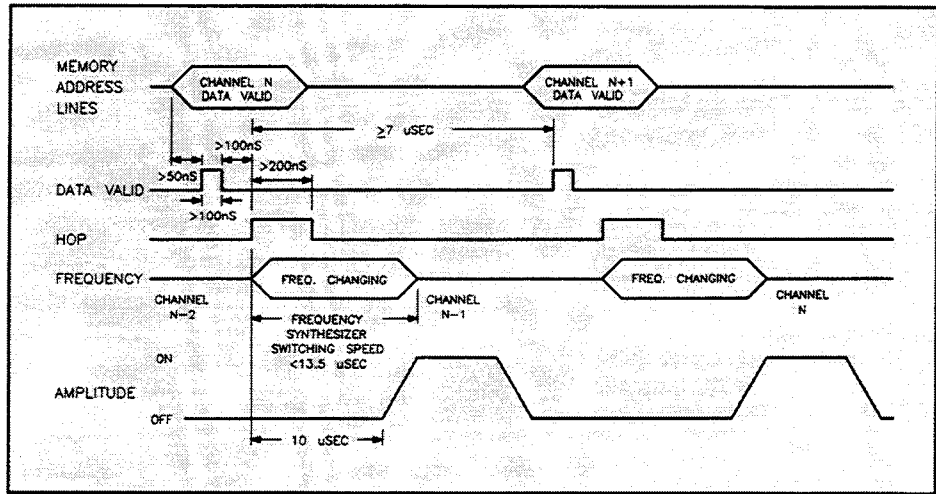 MEMORY
ADDRESS
LINES
CHANNEL N
DATA VALID
CHANNEL N+1
DATA VALID
≥7 uSEC
>100nS
>50nS
>200nS
DATA VALID
>100nS
HOP
FREQUENCY
FREQ. CHANGING
FREQ. CHANGING
CHANNEL
N-2
FREQUENCY
SYNTHESIZER
SWITCHING SPEED
<13.5 uSEC
CHANNEL
N-1
CHANNEL
N
ON
AMPLITUDE
OFF
10 uSEC